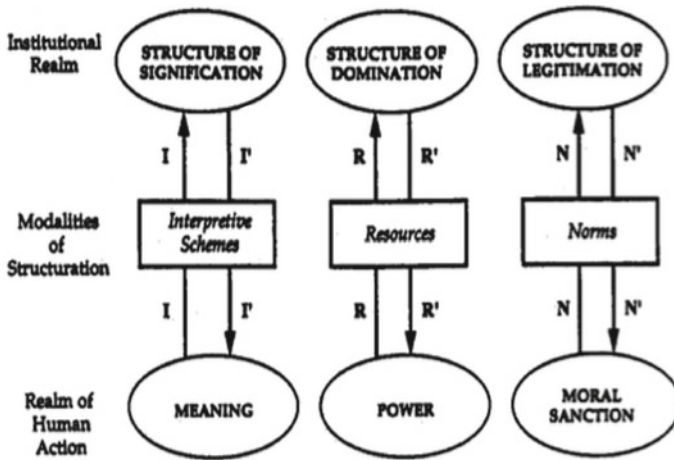 Institutional
Realm
STRUCTURE OF
SIGNIFICATION
STRUCTURE OF
DOMINATION
STRUCTURE OF
LEGITIMATION
I
I'
R
R'
N
N'
Modalities
of
Structuration
Interpretive
Schemes
Resources
Norms
I
I'
R
R'
N
N'
Realm of
Human
Action
MEANING
POWER
MORAL
SANCTION